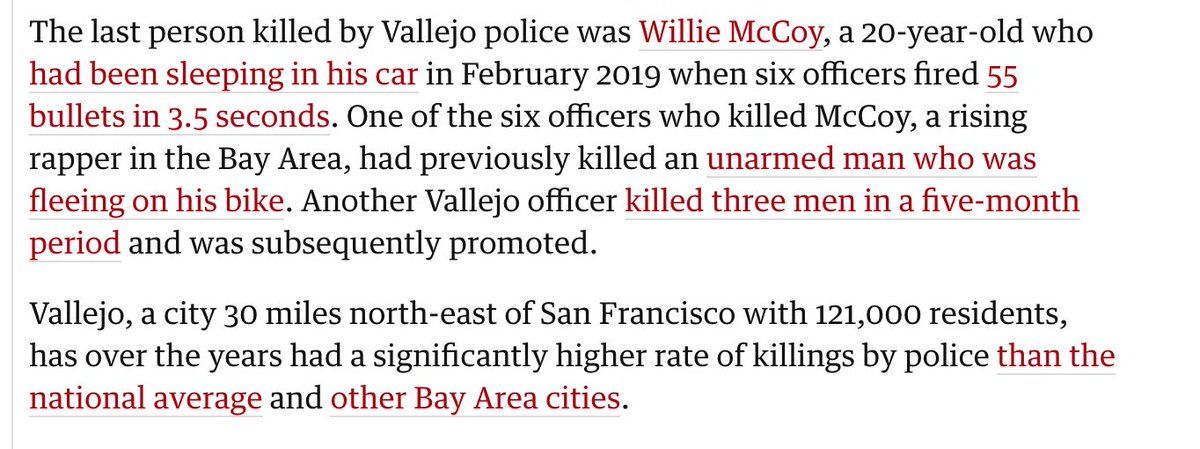 The last person killed by Vallejo police was Willie McCoy, a 20-year-old who
had been sleeping in his car in February 2019 when six officers fired 55
bullets in 3.5 seconds. One of the six officers who killed McCoy, a rising
rapper in the Bay Area, had previously killed an unarmed man who was
fleeing on his bike. Another Vallejo officer killed three men in a five-month
period and was subsequently promoted.
Vallejo, a city 30 miles north-east of San Francisco with 121,000 residents,
has over the years had a significantly higher rate of killings by police than the
national average and other Bay Area cities.